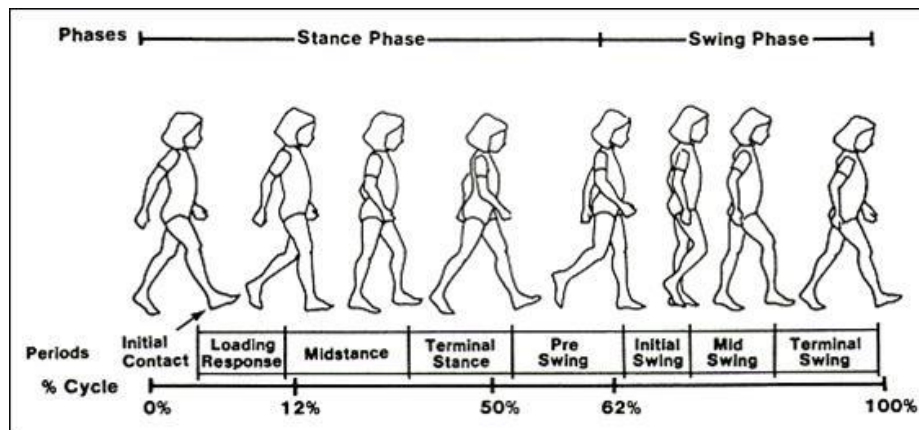 Phases Stance Phase Swing Phase
Periods Initial Contact Loading Response Midstance Terminal Stance Pre Swing Initial Swing Mid Swing Terminal Swing
% Cycle
0% 12% 50% 62% 100%